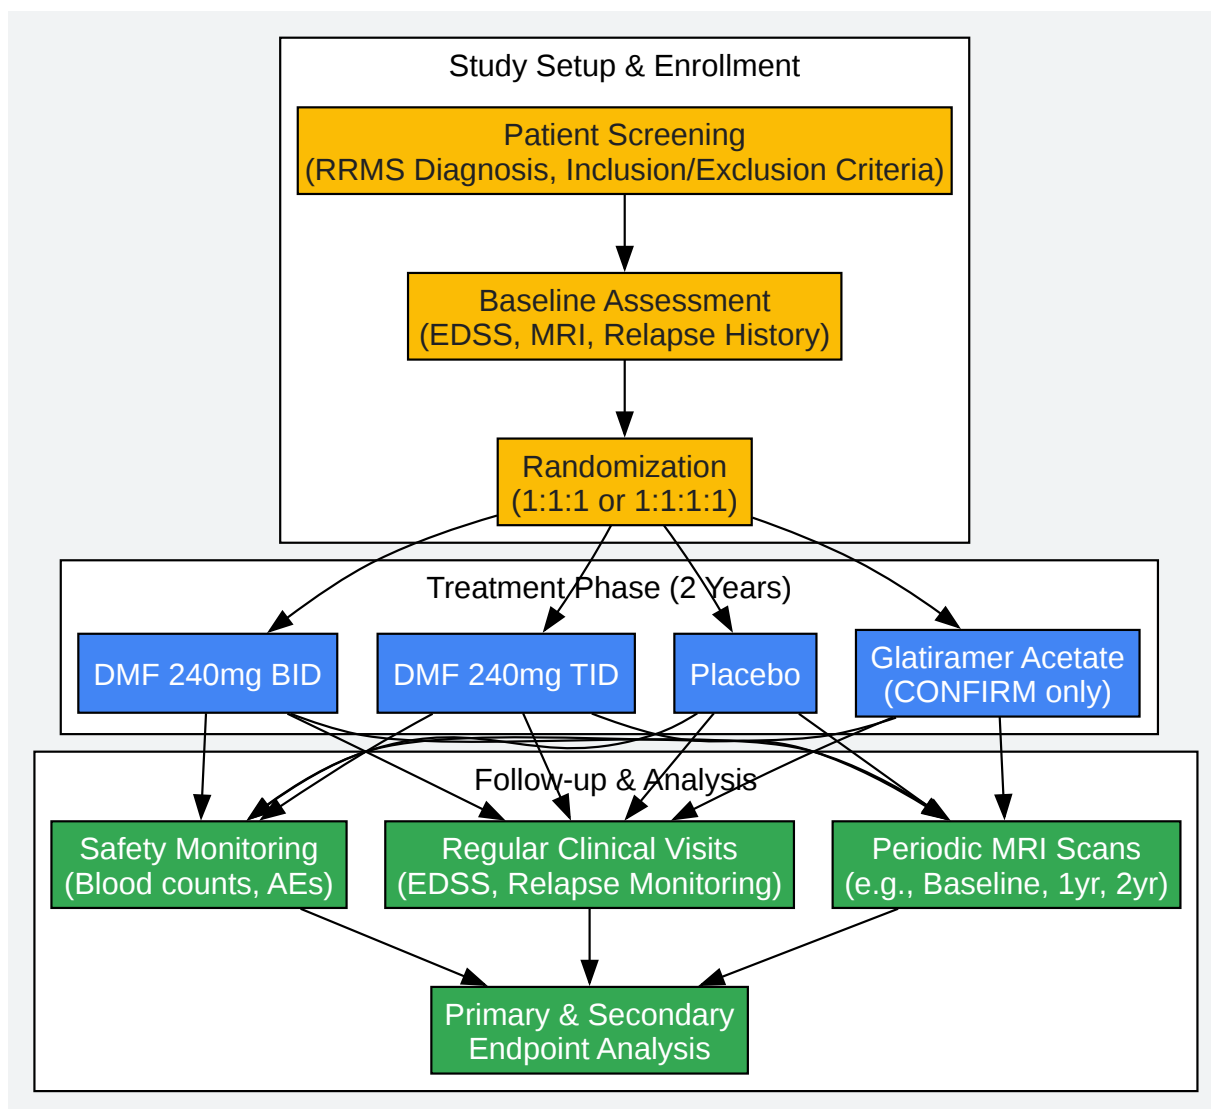 Study Setup & Enrollment
Patient Screening
(RRMS Diagnosis, Inclusion/Exclusion Criteria)
Baseline Assessment
(EDSS, MRI, Relapse History)
Randomization
(1:1:1 or 1:1:1:1)
Treatment Phase (2 Years)
DMF 240mg BID
DMF 240mg TID
Placebo
Glatiramer Acetate
(CONFIRM only)
Follow-up & Analysis
Safety Monitoring
(Blood counts, AEs)
Regular Clinical Visits
(EDSS, Relapse Monitoring)
Periodic MRI Scans
(e.g., Baseline, 1yr, 2yr)
Primary & Secondary
Endpoint Analysis